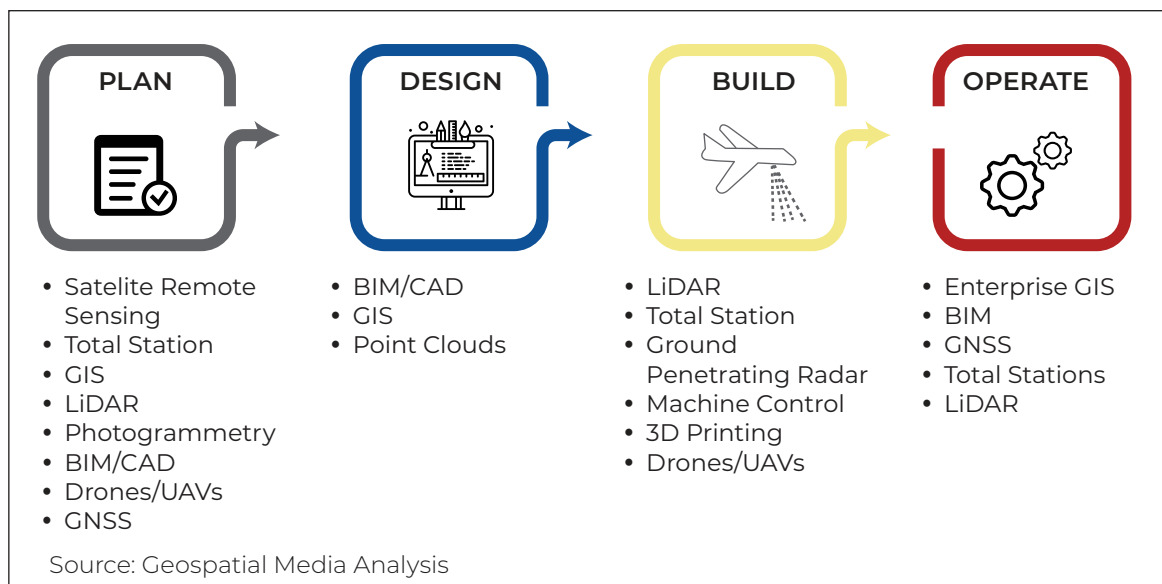 PLAN
DESIGN
BUILD
OPERATE
• Satelite Remote
Sensing
• Total Station
• GIS
• LiDAR
• Photogrammetry
• BIM/CAD
• Drones/UAVs
• GNSS
• BIM/CAD
• GIS
• Point Clouds
• LiDAR
• Total Station
• Ground
Penetrating Radar
• Machine Control
• 3D Printing
• Drones/UAVs
• Enterprise GIS
• BIM
• GNSS
• Total Stations
• LiDAR
Source: Geospatial Media Analysis